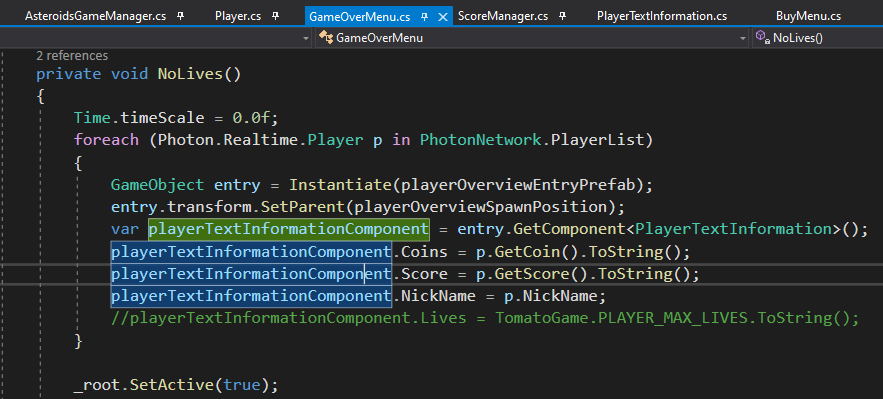 AsteroidsGameManager.cs Player.cs GameOverMenu.cs ScoreManager.cs PlayerTextInformation.cs BuyMenu.cs
GameOverMenu NoLives()
2 references
private void NoLives()
{
Time.timeScale = 0.0f;
foreach (Photon.Realtime.Player p in PhotonNetwork.PlayerList)
{
GameObject entry = Instantiate(playerOverviewEntryPrefab);
entry.transform.SetParent(playerOverviewSpawnPosition);
var playerTextInformationComponent = entry.GetComponent<PlayerTextInformation>();
playerTextInformationComponent.Coins = p.GetCoin().ToString();
playerTextInformationComponent.Score = p.GetScore().ToString();
playerTextInformationComponent.NickName = p.NickName;
//playerTextInformationComponent.Lives = TomatoGame.PLAYER_MAX_LIVES.ToString();
}
_root.SetActive(true);